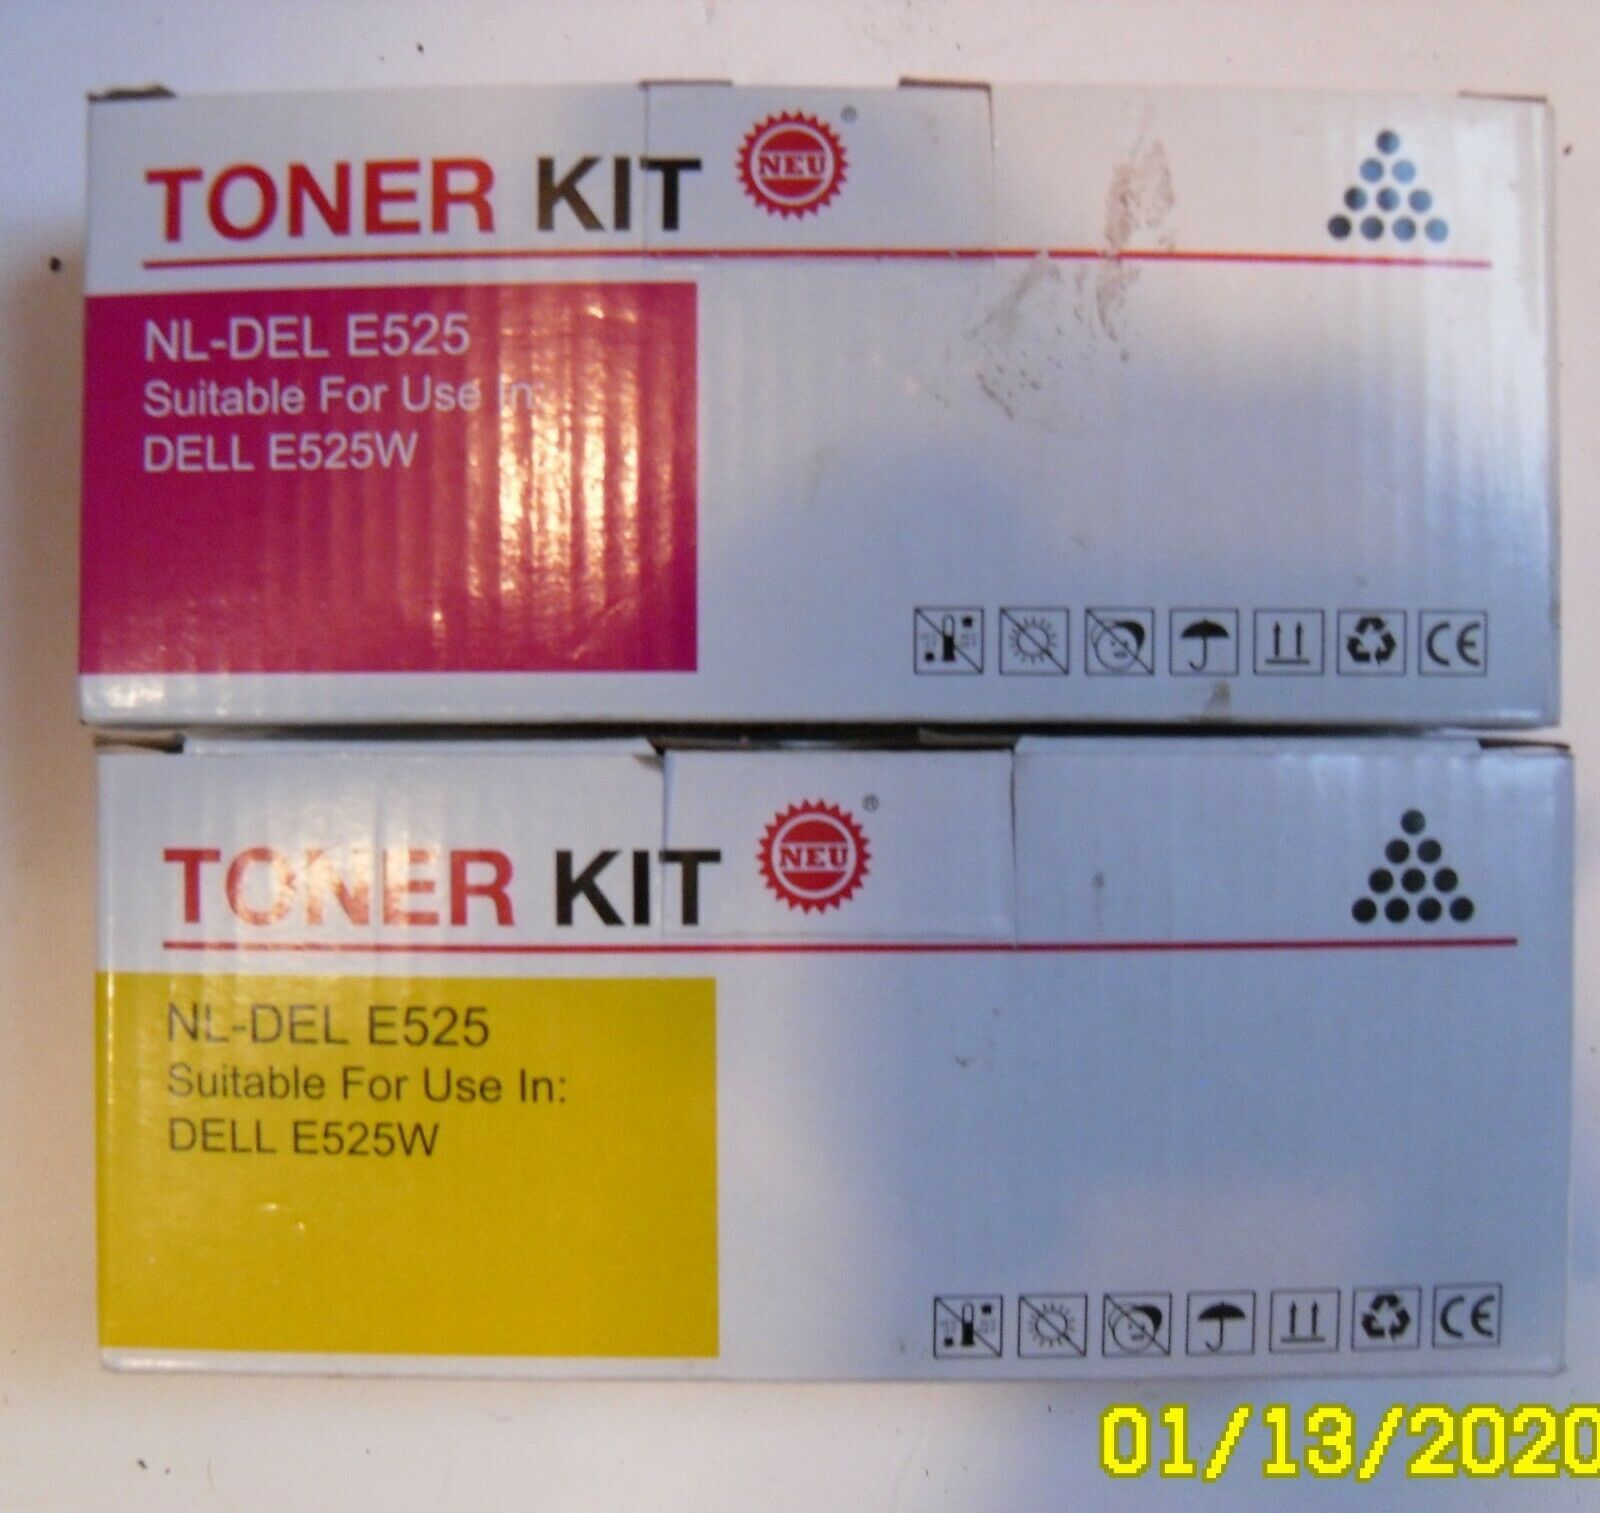 TONER KIT NEU ®
NL-DEL E525
Suitable For Use In:
DELL E525W
CE
TONER KIT NEU ®
NL-DEL E525
Suitable For Use In:
DELL E525W
CE
01/13/2020